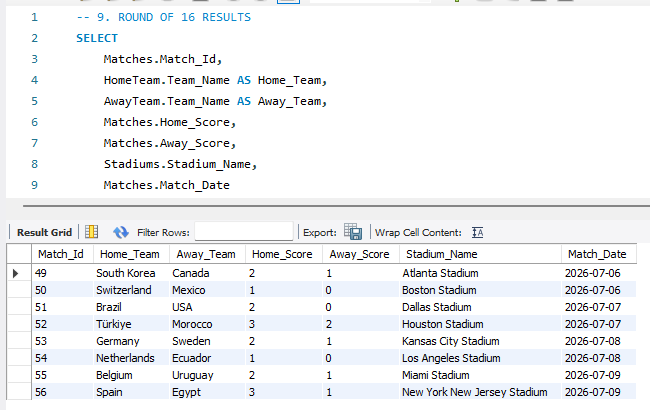 1 -- 9. ROUND OF 16 RESULTS
2 SELECT
3 Matches.Match_Id,
4 HomeTeam.Team_Name AS Home_Team,
5 AwayTeam.Team_Name AS Away_Team,
6 Matches.Home_Score,
7 Matches.Away_Score,
8 Stadiums.Stadium_Name,
9 Matches.Match_Date
Result Grid Filter Rows: Export: Wrap Cell Content:
Match_Id Home_Team Away_Team Home_Score Away_Score Stadium_Name Match_Date
49 South Korea Canada 2 1 Atlanta Stadium 2026-07-06
50 Switzerland Mexico 1 0 Boston Stadium 2026-07-06
51 Brazil USA 2 0 Dallas Stadium 2026-07-07
52 Türkiye Morocco 3 2 Houston Stadium 2026-07-07
53 Germany Sweden 2 1 Kansas City Stadium 2026-07-08
54 Netherlands Ecuador 1 0 Los Angeles Stadium 2026-07-08
55 Belgium Uruguay 2 1 Miami Stadium 2026-07-09
56 Spain Egypt 3 1 New York New Jersey Stadium 2026-07-09